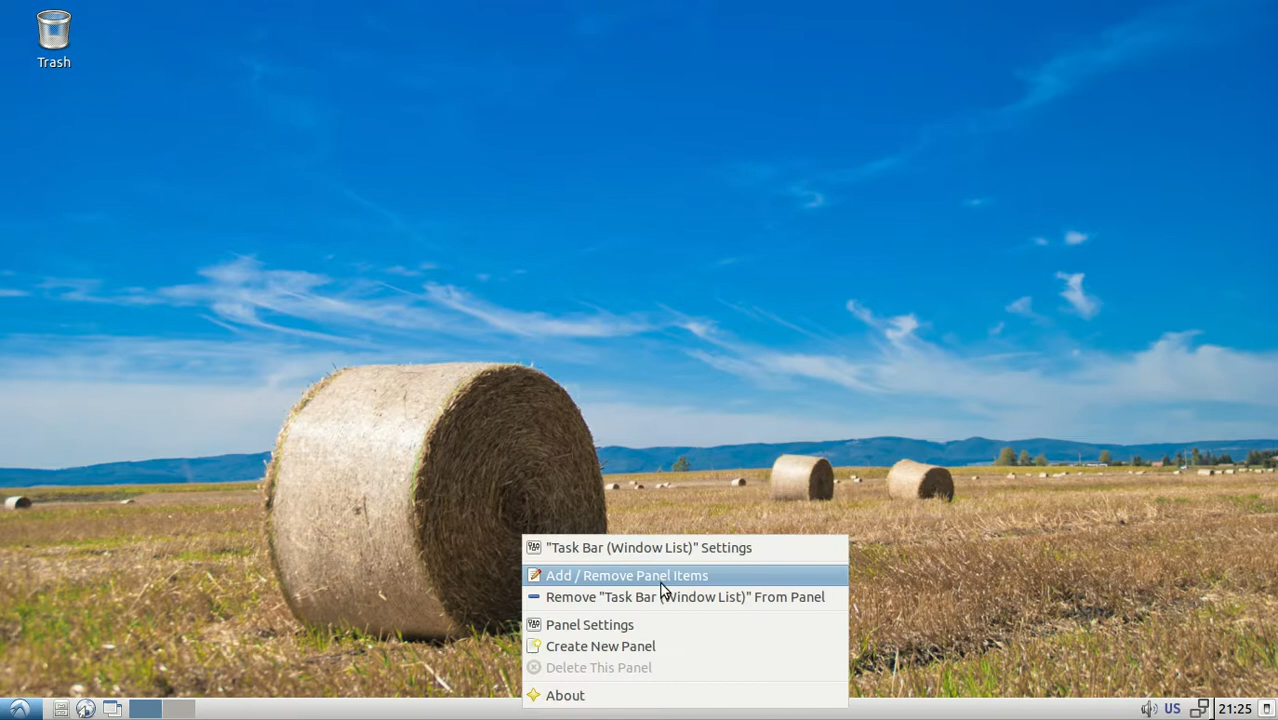 Trash
"Task Bar (Window List)" Settings
Add / Remove Panel Items
Remove "Task Bar (Window List)" From Panel
Panel Settings
Create New Panel
Delete This Panel
About
US 21:25